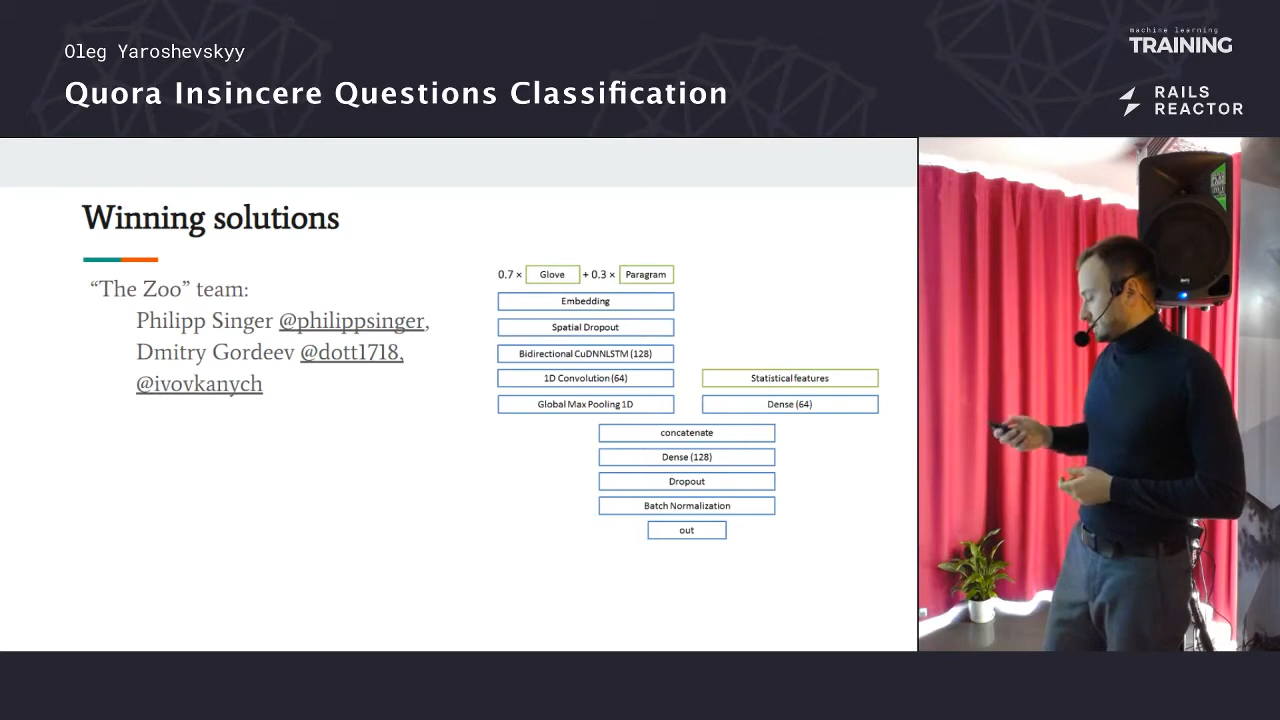 Oleg Yaroshevskyy
Quora Insincere Questions Classification
machine learning
TRAINING
RAILS
REACTOR
Winning solutions
“The Zoo” team:
Philipp Singer @philippsinger,
Dmitry Gordeev @dott1718,
@ivovkanych
0.7 × Glove + 0.3 × Paragram
Embedding
Spatial Dropout
Bidirectional CuDNNLSTM (128)
1D Convolution (64)
Statistical features
Global Max Pooling 1D
Dense (64)
concatenate
Dense (128)
Dropout
Batch Normalization
out